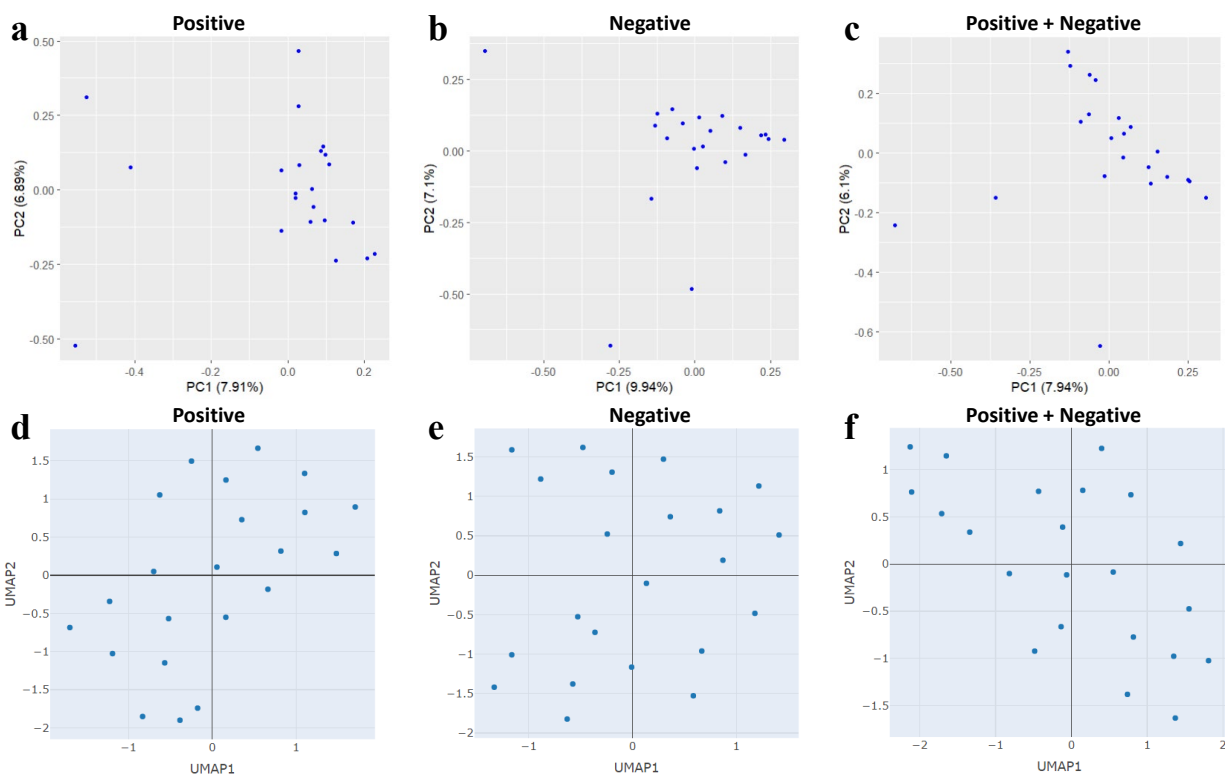 a
Positive
0.50
0.25
0.00
-0.25
-0.50
PC2 (6.89%)
-0.4
-0.2
0.0
0.2
PC1 (7.91%)
b
Negative
0.25
0.00
-0.25
-0.50
PC2 (7.1%)
-0.50
-0.25
0.00
0.25
PC1 (9.94%)
c
Positive + Negative
0.2
0.0
-0.2
-0.4
-0.6
PC2 (6.1%)
-0.50
-0.25
0.00
0.25
PC1 (7.94%)
d
Positive
1.5
1
0.5
0
−0.5
−1
−1.5
−2
UMAP2
−1
0
1
UMAP1
e
Negative
1.5
1
0.5
0
−0.5
−1
−1.5
−2
UMAP2
−1
0
1
UMAP1
f
Positive + Negative
1
0.5
0
−0.5
−1
−1.5
UMAP2
−2
−1
0
1
2
UMAP1